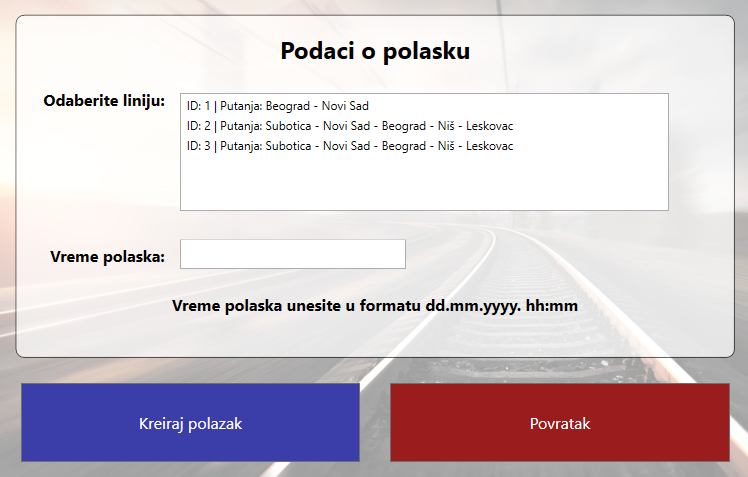 Podaci o polasku
Odaberite liniju:
ID: 1 | Putanja: Beograd - Novi Sad
ID: 2 | Putanja: Subotica - Novi Sad - Beograd - Niš - Leskovac
ID: 3 | Putanja: Subotica - Novi Sad - Beograd - Niš - Leskovac
Vreme polaska:
Vreme polaska unesite u formatu dd.mm.yyyy. hh:mm
Kreiraj polazak
Povratak